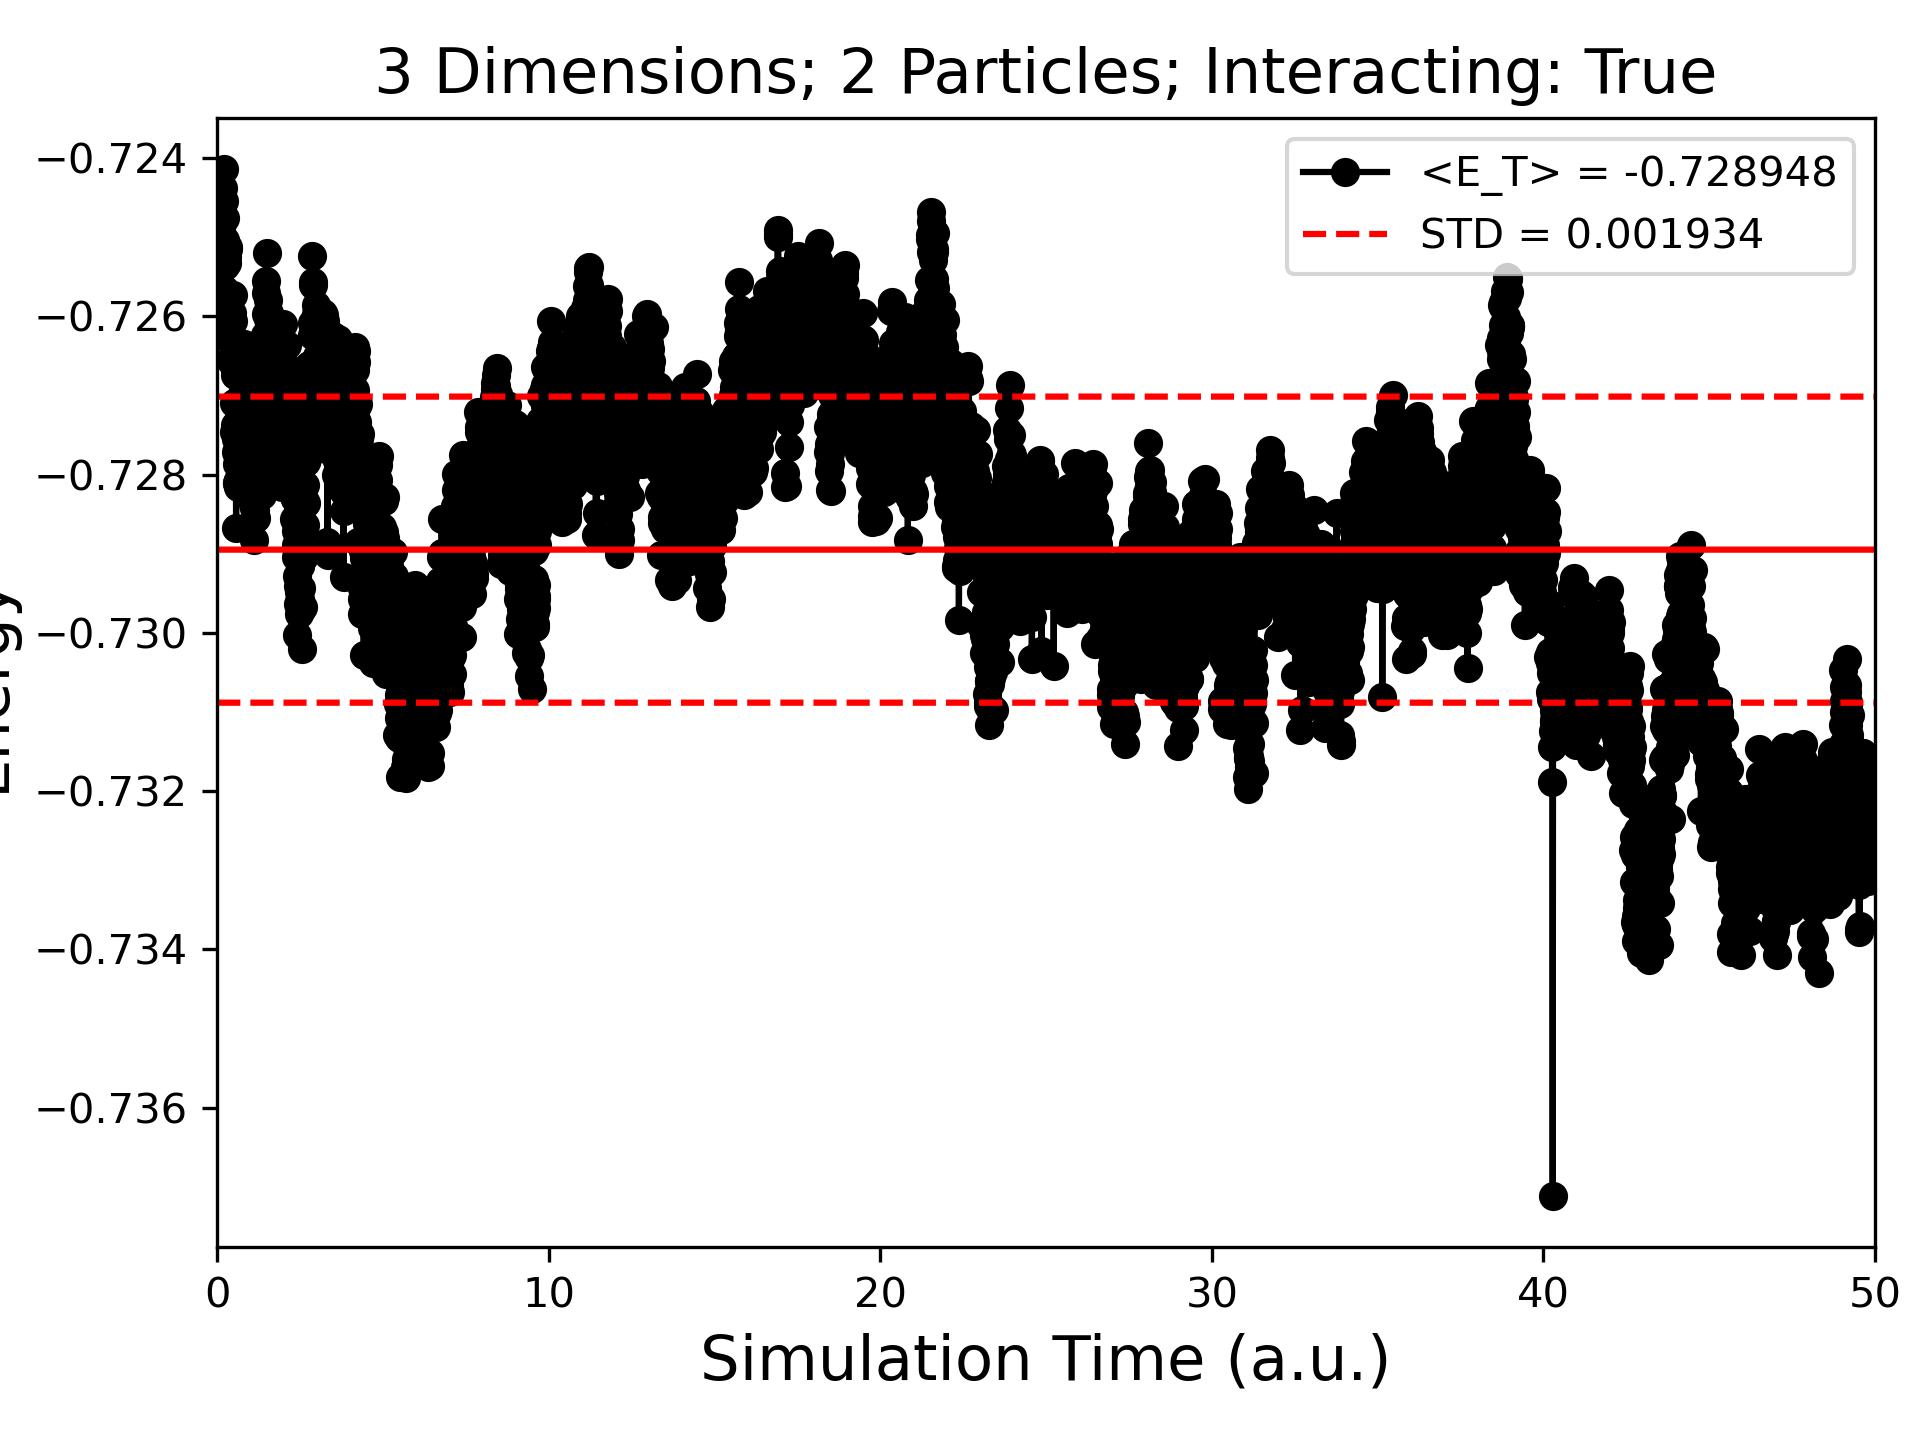 3 Dimensions; 2 Particles; Interacting: True
<E_T> = -0.728948
STD = 0.001934
−0.724
−0.726
−0.728
−0.730
−0.732
−0.734
−0.736
Energy
0 10 20 30 40 50
Simulation Time (a.u.)